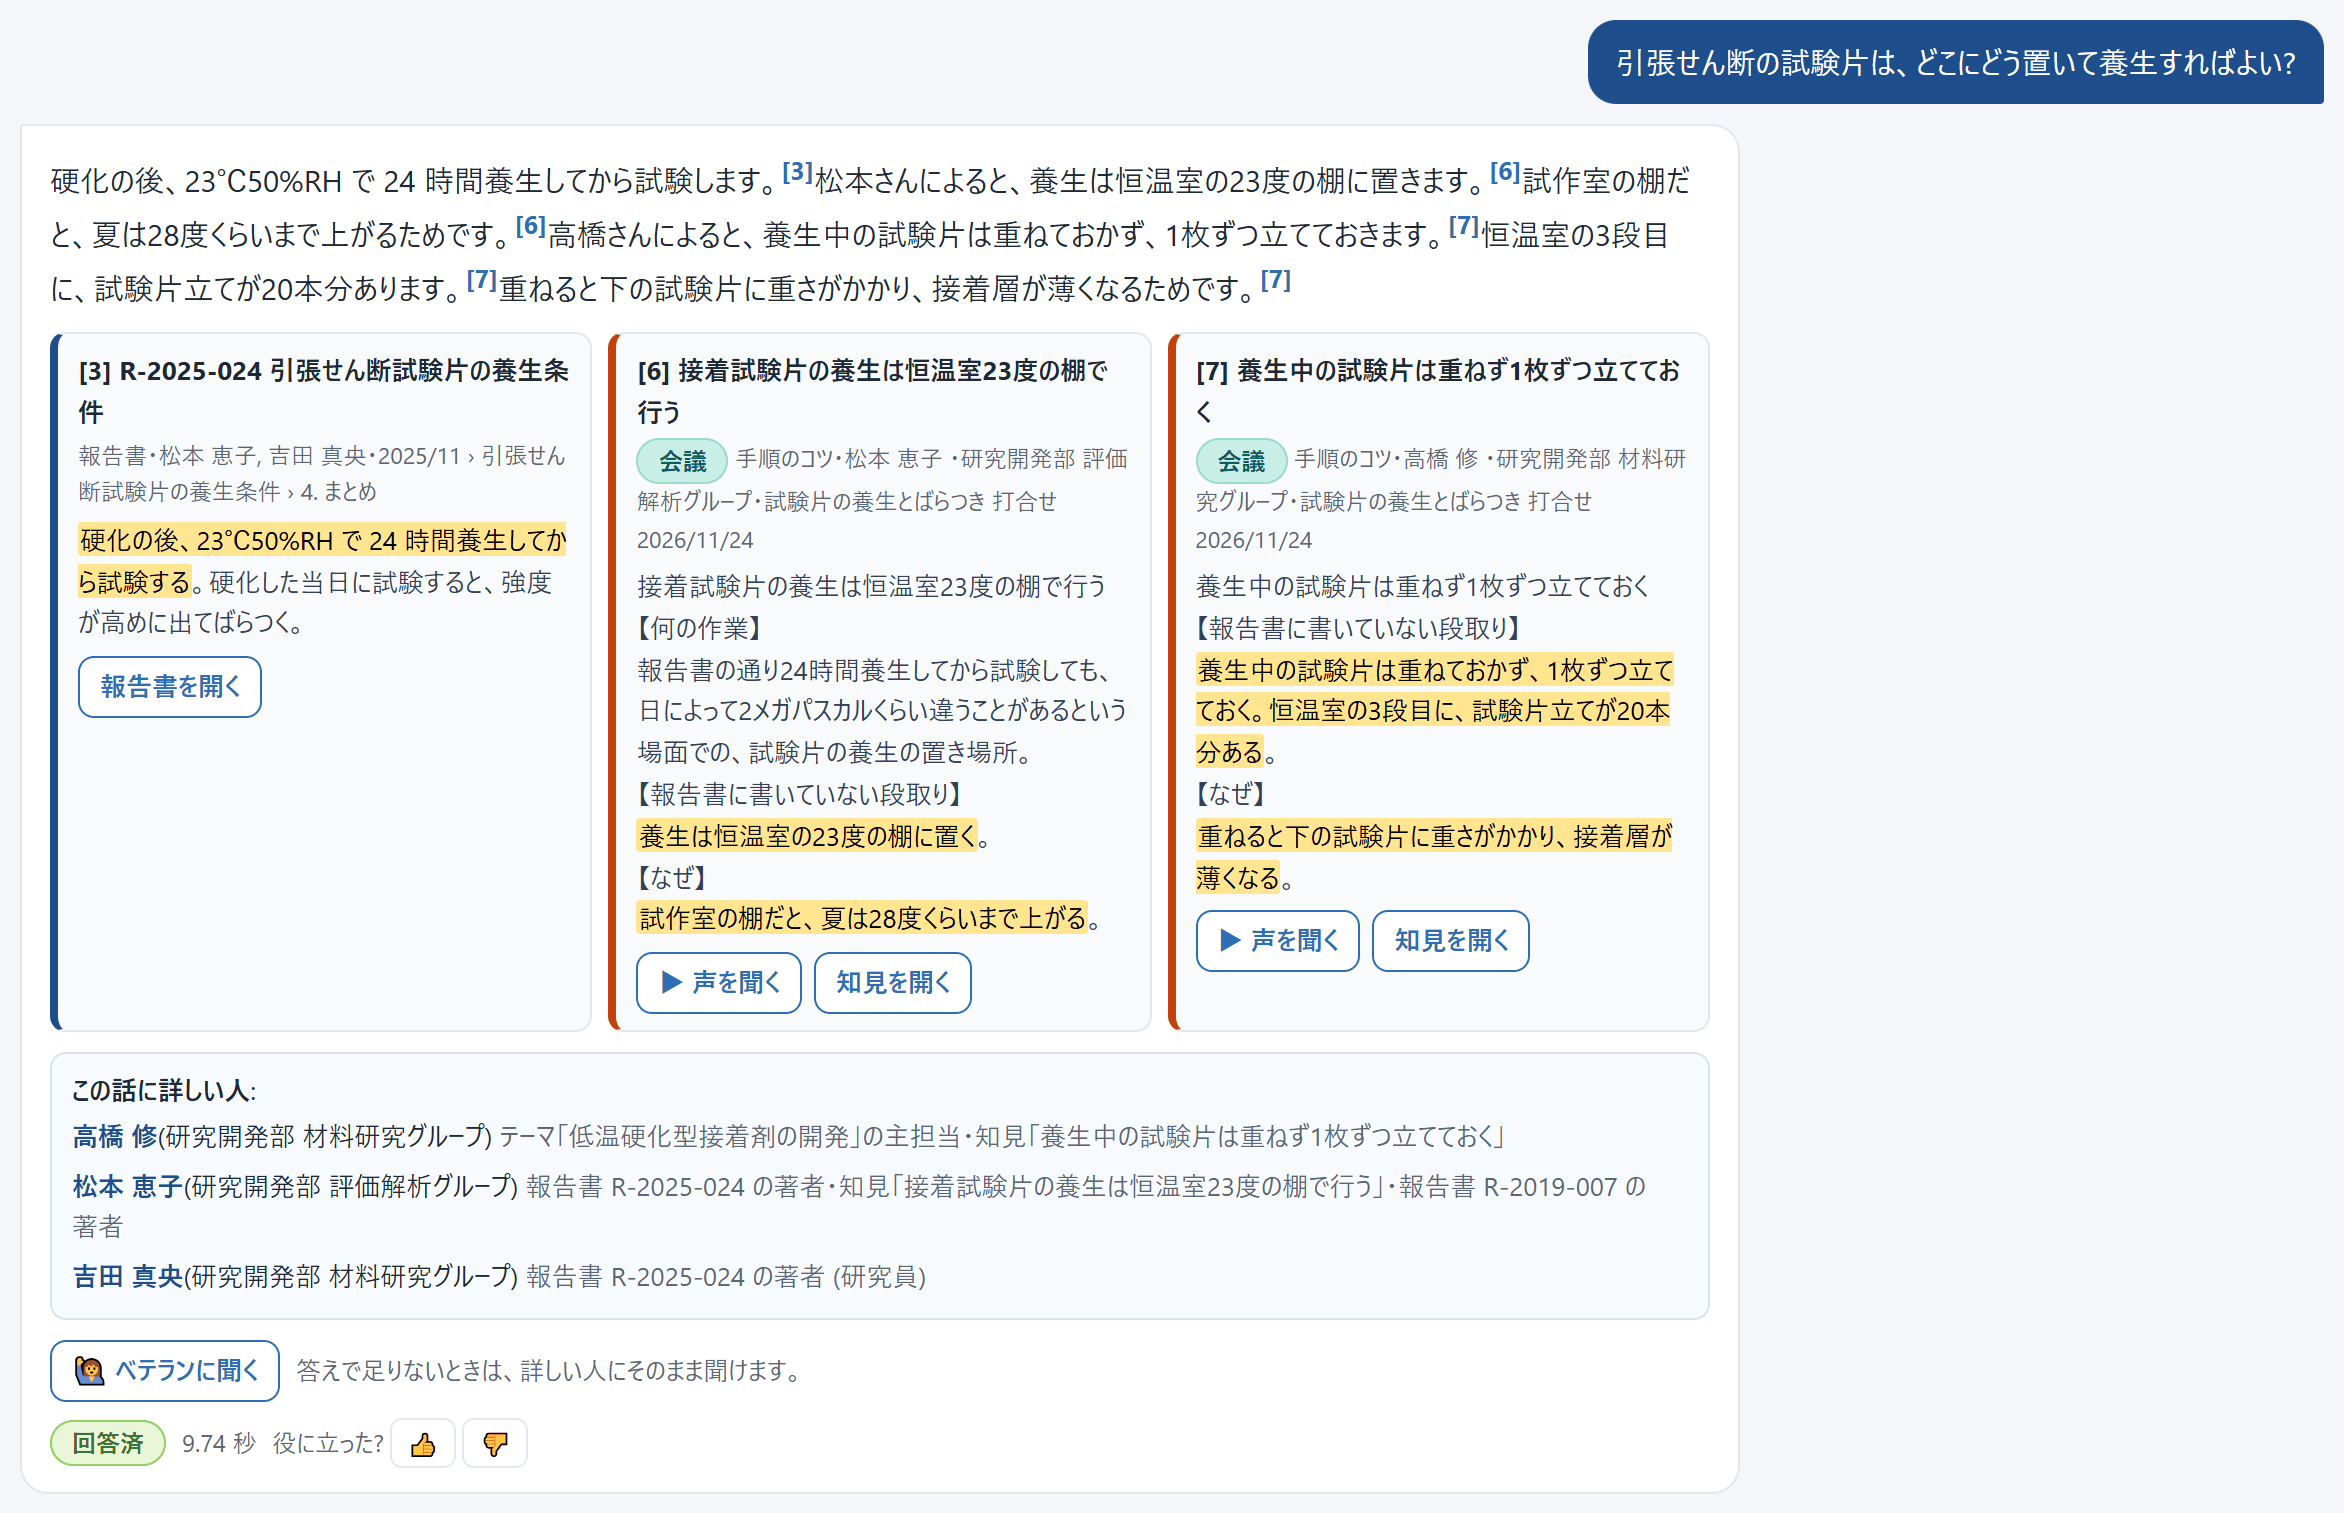 引張せん断の試験片は、どこにどう置いて養生すればよい?
硬化の後、23℃50%RH で 24 時間養生してから試験します。[3]松本さんによると、養生は恒温室の23度の棚に置きます。[6]試作室の棚だ
と、夏は28度くらいまで上がるためです。[6]高橋さんによると、養生中の試験片は重ねておかず、1枚ずつ立てておきます。[7]恒温室の3段目
に、試験片立てが20本分あります。[7]重ねると下の試験片に重さがかかり、接着層が薄くなるためです。[7]
[3] R-2025-024 引張せん断試験片の養生条
件
報告書・松本 恵子, 吉田 真央・2025/11 › 引張せん
断試験片の養生条件 › 4. まとめ
硬化の後、23℃50%RH で 24 時間養生してか
ら試験する。硬化した当日に試験すると、強度
が高めに出てばらつく。
報告書を開く
[6] 接着試験片の養生は恒温室23度の棚で
行う
会議 手順のコツ・松本 恵子 ・研究開発部 評価
解析グループ・試験片の養生とばらつき 打合せ
2026/11/24
接着試験片の養生は恒温室23度の棚で行う
【何の作業】
報告書の通り24時間養生してから試験しても、
日によって2メガパスカルくらい違うことがあるという
場面での、試験片の養生の置き場所。
【報告書に書いていない段取り】
養生は恒温室の23度の棚に置く。
【なぜ】
試作室の棚だと、夏は28度くらいまで上がる。
▶ 声を聞く 知見を開く
[7] 養生中の試験片は重ねず1枚ずつ立ててお
く
会議 手順のコツ・高橋 修 ・研究開発部 材料研
究グループ・試験片の養生とばらつき 打合せ
2026/11/24
養生中の試験片は重ねず1枚ずつ立てておく
【報告書に書いていない段取り】
養生中の試験片は重ねておかず、1枚ずつ立て
ておく。恒温室の3段目に、試験片立てが20本
分ある。
【なぜ】
重ねると下の試験片に重さがかかり、接着層が
薄くなる。
▶ 声を聞く 知見を開く
この話に詳しい人:
高橋 修(研究開発部 材料研究グループ) テーマ「低温硬化型接着剤の開発」の主担当・知見「養生中の試験片は重ねず1枚ずつ立てておく」
松本 恵子(研究開発部 評価解析グループ) 報告書 R-2025-024 の著者・知見「接着試験片の養生は恒温室23度の棚で行う」・報告書 R-2019-007 の
著者
吉田 真央(研究開発部 材料研究グループ) 報告書 R-2025-024 の著者 (研究員)
ベテランに聞く 答えで足りないときは、詳しい人にそのまま聞けます。
回答済 9.74 秒 役に立った?